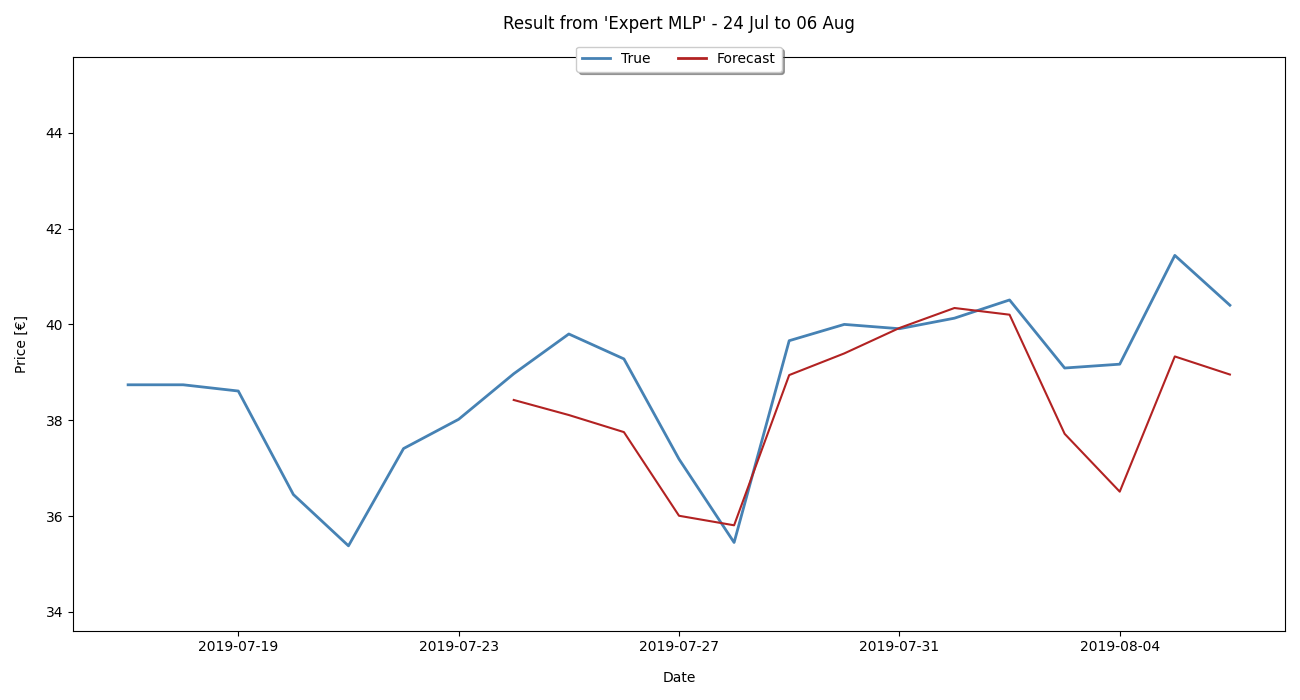 Result from 'Expert MLP' - 24 Jul to 06 Aug
True
Forecast
44
42
40
38
36
34
Price [€]
2019-07-19
2019-07-23
2019-07-27
2019-07-31
2019-08-04
Date